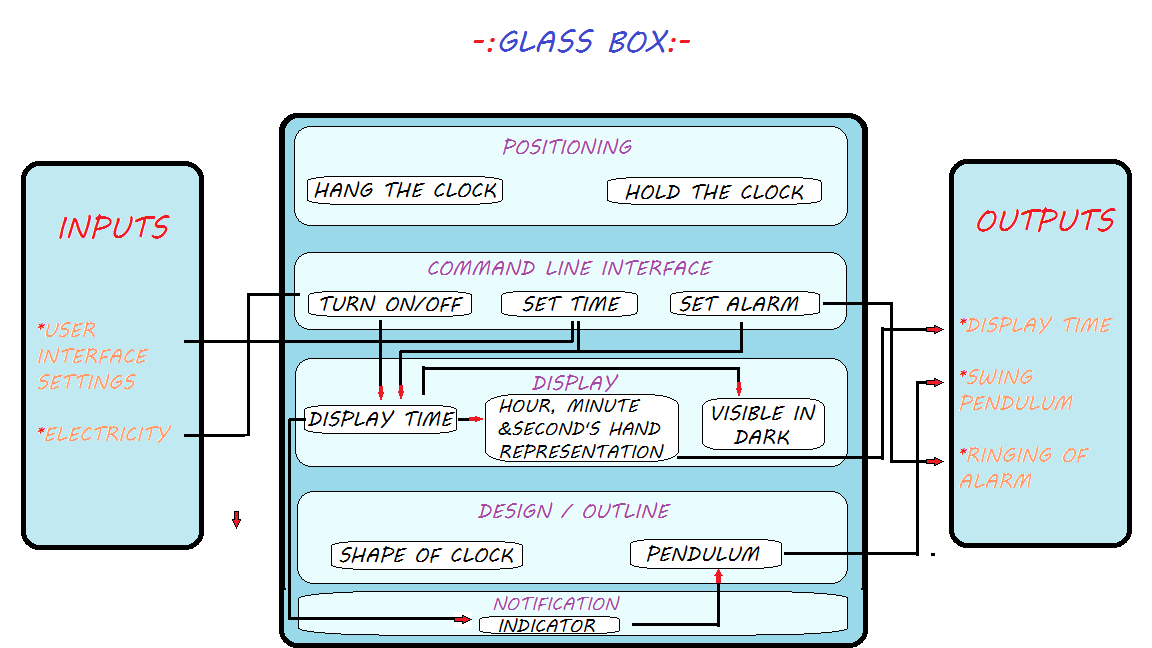 -:GLASS BOX:-
INPUTS
*USER
INTERFACE
SETTINGS
*ELECTRICITY
POSITIONING
HANG THE CLOCK
HOLD THE CLOCK
COMMAND LINE INTERFACE
TURN ON/OFF
SET TIME
SET ALARM
DISPLAY
DISPLAY TIME
HOUR, MINUTE
&SECOND'S HAND
REPRESENTATION
VISIBLE IN
DARK
DESIGN / OUTLINE
SHAPE OF CLOCK
PENDULUM
NOTIFICATION
INDICATOR
OUTPUTS
*DISPLAY TIME
*SWING
PENDULUM
*RINGING OF
ALARM